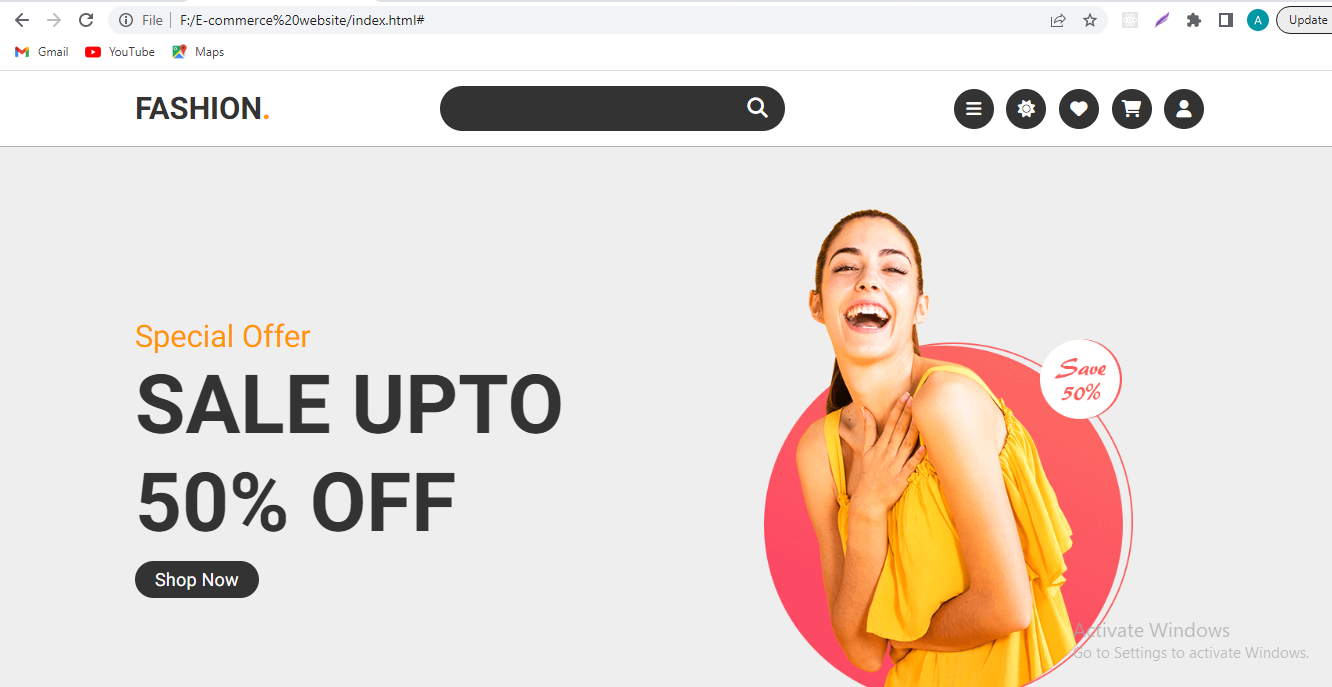 File F:/E-commerce%20website/index.html# A Update
Gmail YouTube Maps
FASHION.
Special Offer
SALE UPTO
50% OFF
Shop Now
Save
50%
Activate Windows
Go to Settings to activate Windows.